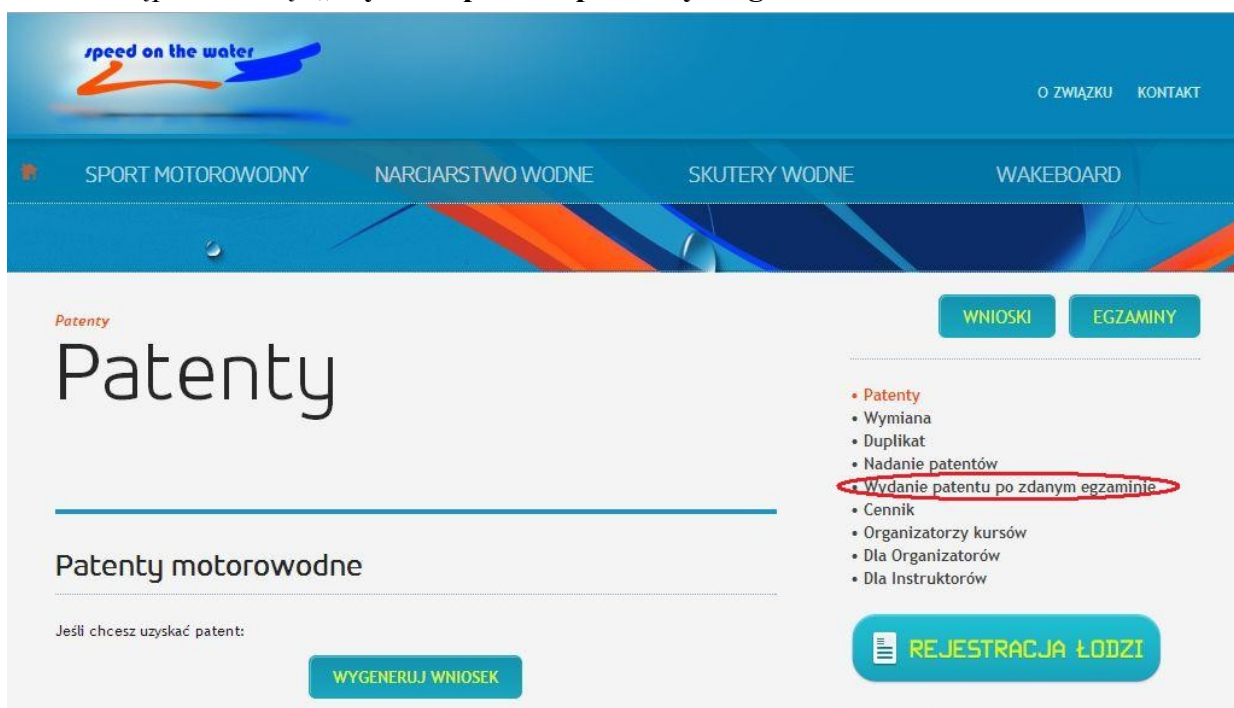 speed on the water
O ZWIĄZKU KONTAKT
SPORT MOTOROWODNY NARCIARSTWO WODNE SKUTERY WODNE WAKEBOARD
WNIOSKI EGZAMINY
Patenty
Patenty
• Patenty
• Wymiana
• Duplikat
• Nadanie patentów
• Wydanie patentu po zdanym egzaminie
• Cennik
• Organizatorzy kursów
• Dla Organizatorów
• Dla Instruktorów
Patenty motorowodne
Jeśli chcesz uzyskać patent:
WYGENERUJ WNIOSEK
REJESTRACJA ŁODZI